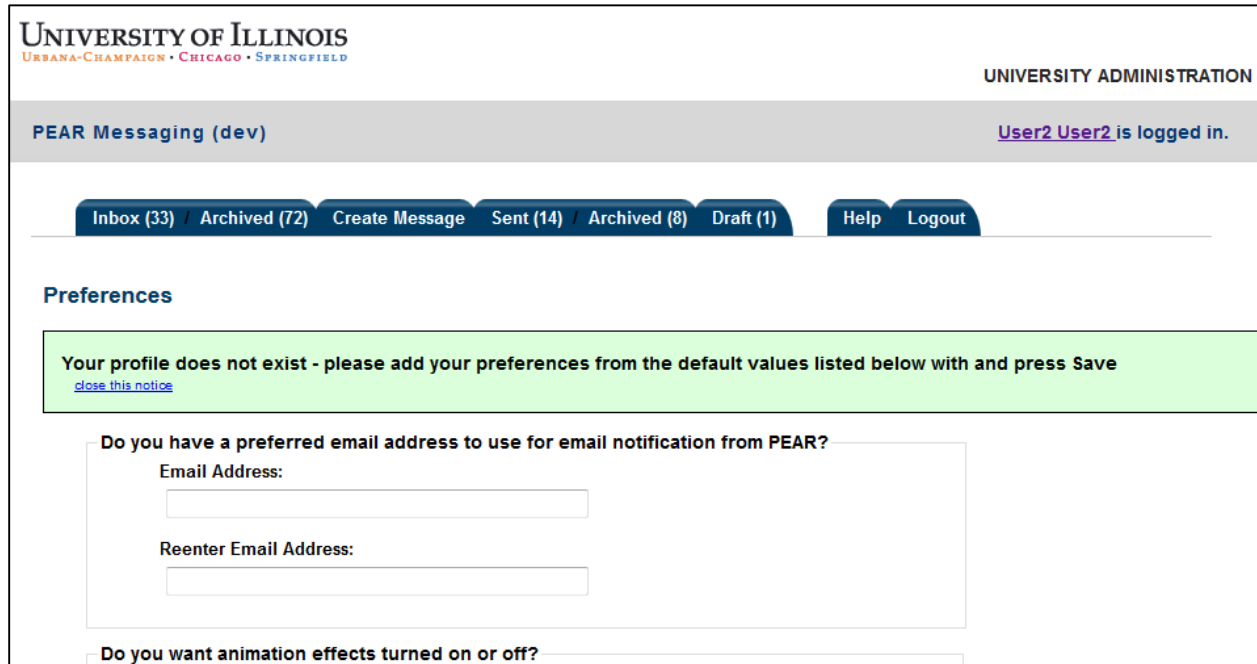 UNIVERSITY OF ILLINOIS
URBANA-CHAMPAIGN • CHICAGO • SPRINGFIELD
UNIVERSITY ADMINISTRATION
PEAR Messaging (dev)
User2 User2 is logged in.
Inbox (33) / Archived (72) Create Message Sent (14) / Archived (8) Draft (1) Help Logout
Preferences
Your profile does not exist - please add your preferences from the default values listed below with and press Save
close this notice
Do you have a preferred email address to use for email notification from PEAR?
Email Address:
Reenter Email Address:
Do you want animation effects turned on or off?